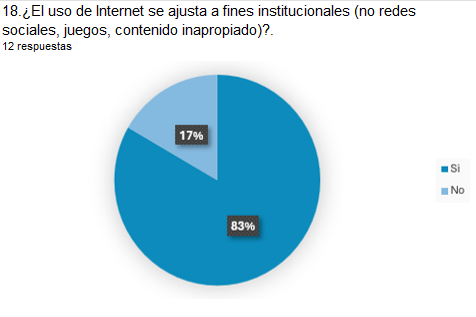 18.¿El uso de Internet se ajusta a fines institucionales (no redes
sociales, juegos, contenido inapropiado)?.
12 respuestas
17%
Si
No
83%